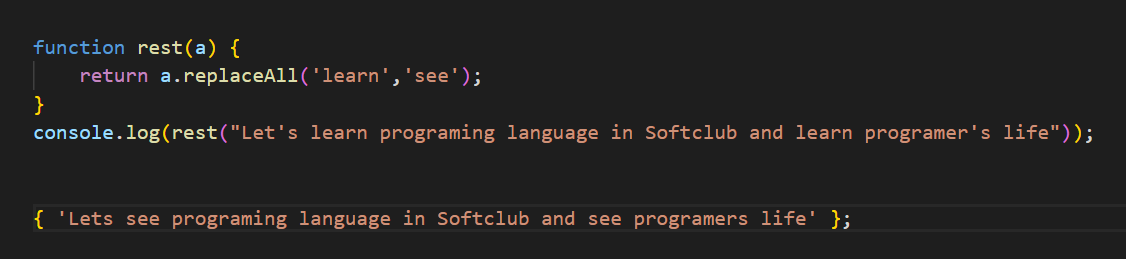 function rest(a) {
    return a.replaceAll('learn','see');
}
console.log(rest("Let's learn programing language in Softclub and learn programer's life"));
{ 'Lets see programing language in Softclub and see programers life' };